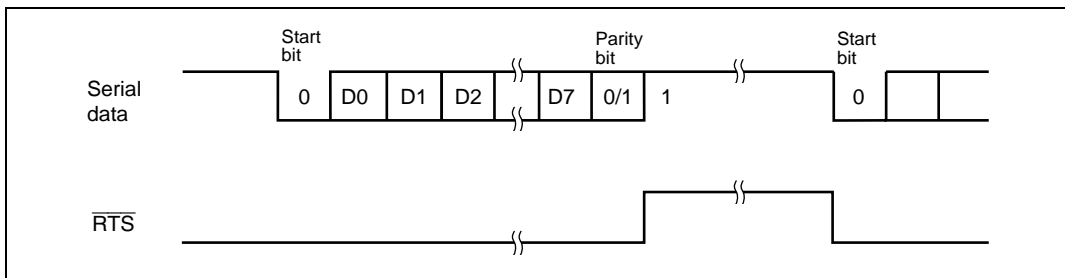 Start
bit
Parity
bit
Start
bit
Serial
data
0 D0 D1 D2 D7 0/1 1 0
RTS